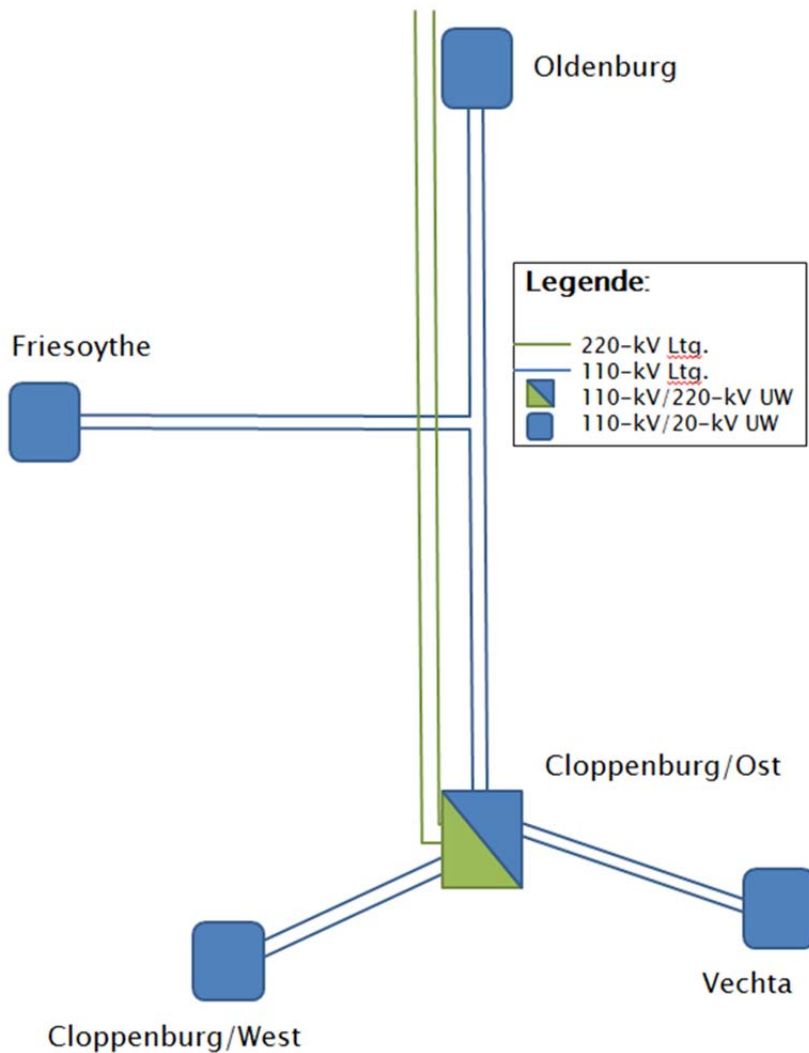 Oldenburg
Legende:
220-kV Ltg.
110-kV Ltg.
110-kV/220-kV UW
110-kV/20-kV UW
Friesoythe
Cloppenburg/Ost
Vechta
Cloppenburg/West